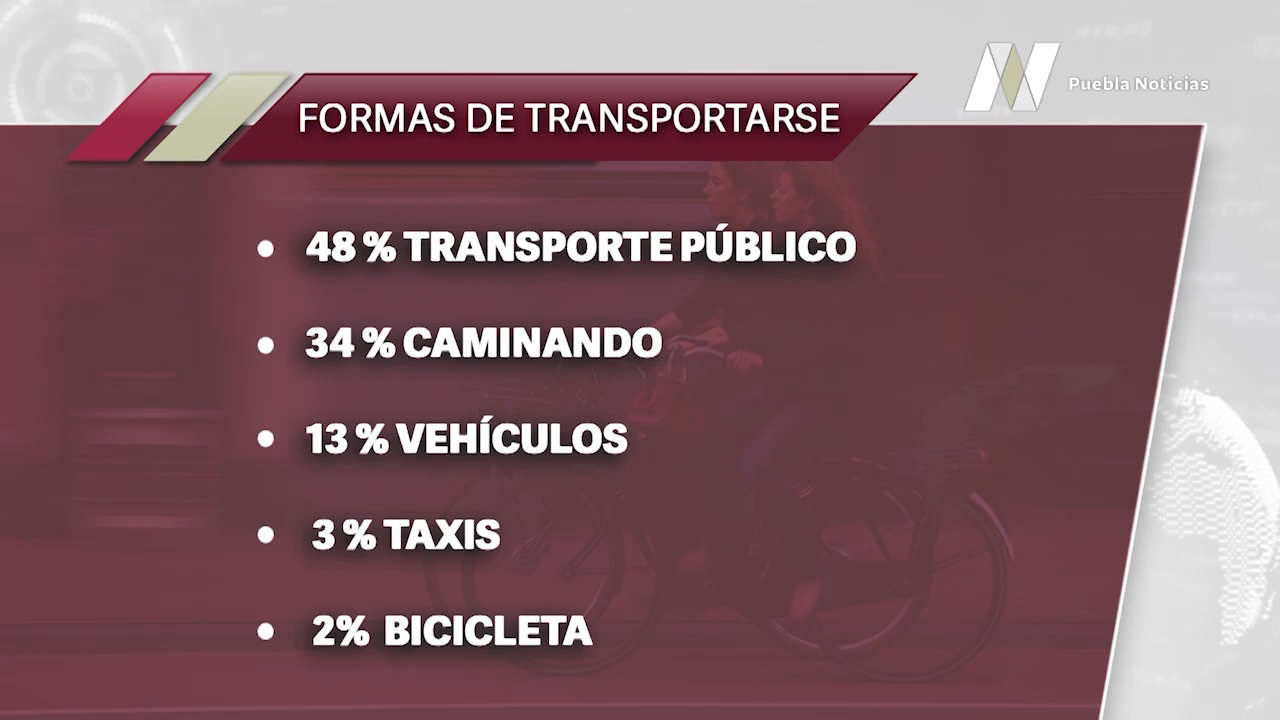 FORMAS DE TRANSPORTARSE
Puebla Noticias
• 48 % TRANSPORTE PÚBLICO
• 34 % CAMINANDO
• 13 % VEHÍCULOS
• 3 % TAXIS
• 2% BICICLETA